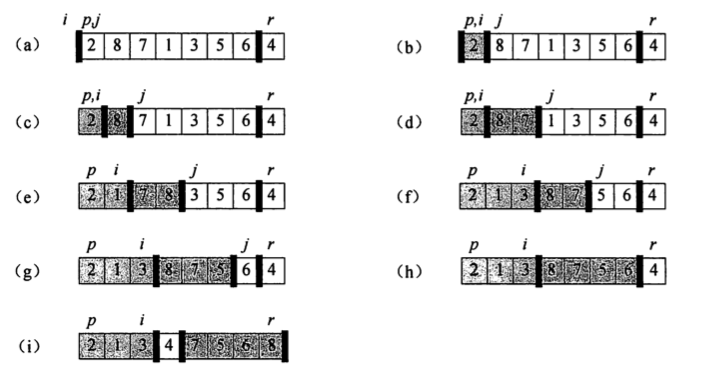 i p,j r p,i j r
(a) 2 8 7 1 3 5 6 4 (b) 2 8 7 1 3 5 6 4
p,i j r p,i j r
(c) 2 8 7 1 3 5 6 4 (d) 2 8 7 1 3 5 6 4
p i j r p i j r
(e) 2 1 7 8 3 5 6 4 (f) 2 1 3 8 7 5 6 4
p i j r p i r
(g) 2 1 3 8 7 5 6 4 (h) 2 1 3 8 7 5 6 4
p i r
(i) 2 1 3 4 7 5 6 8